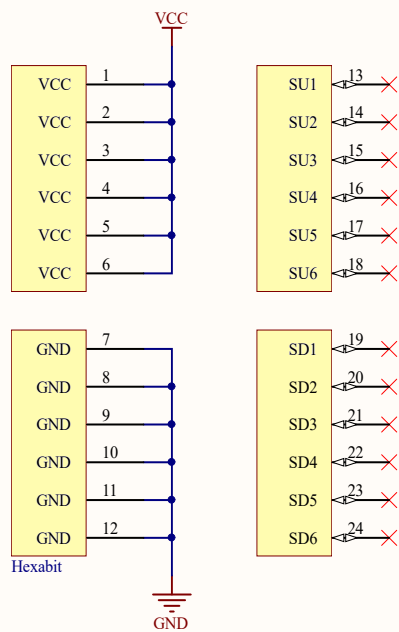 VCC
VCC 1
VCC 2
VCC 3
VCC 4
VCC 5
VCC 6
SU1 13
SU2 14
SU3 15
SU4 16
SU5 17
SU6 18
GND 7
GND 8
GND 9
GND 10
GND 11
GND 12
Hexabit
GND
SD1 19
SD2 20
SD3 21
SD4 22
SD5 23
SD6 24